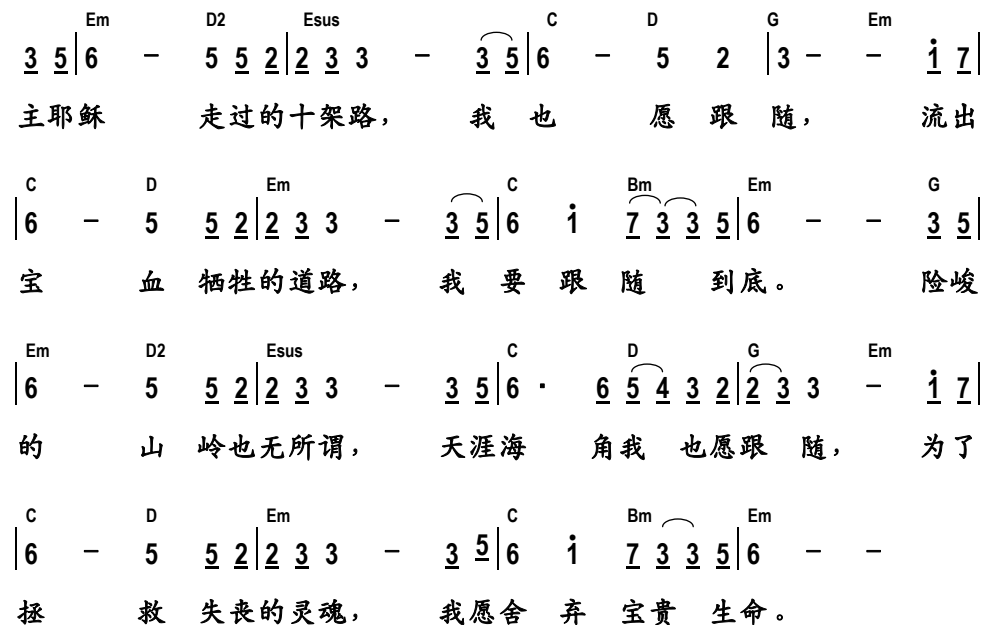 Em D2 Esus C D G Em
3 5|6 – 5 5 2|2 3 3 – 3 5|6 – 5 2 |3 – – i 7|
主耶稣 走过的十架路， 我 也 愿 跟 随， 流出
C D Em C Bm Em G
|6 – 5 5 2|2 3 3 – 3 5|6 i 7 3 3 5|6 – – 3 5|
宝 血 牺牲的道路， 我 要 跟 随 到底。 险峻
Em D2 Esus C D G Em
|6 – 5 5 2|2 3 3 – 3 5|6 · 6 5 4 3 2|2 3 3 – i 7|
的 山 岭也无所谓， 天涯海 角我 也愿跟 随， 为了
C D Em C Bm Em
|6 – 5 5 2|2 3 3 – 3 5|6 i 7 3 3 5|6 – –
拯 救 失丧的灵魂， 我愿舍 弃 宝贵 生命。